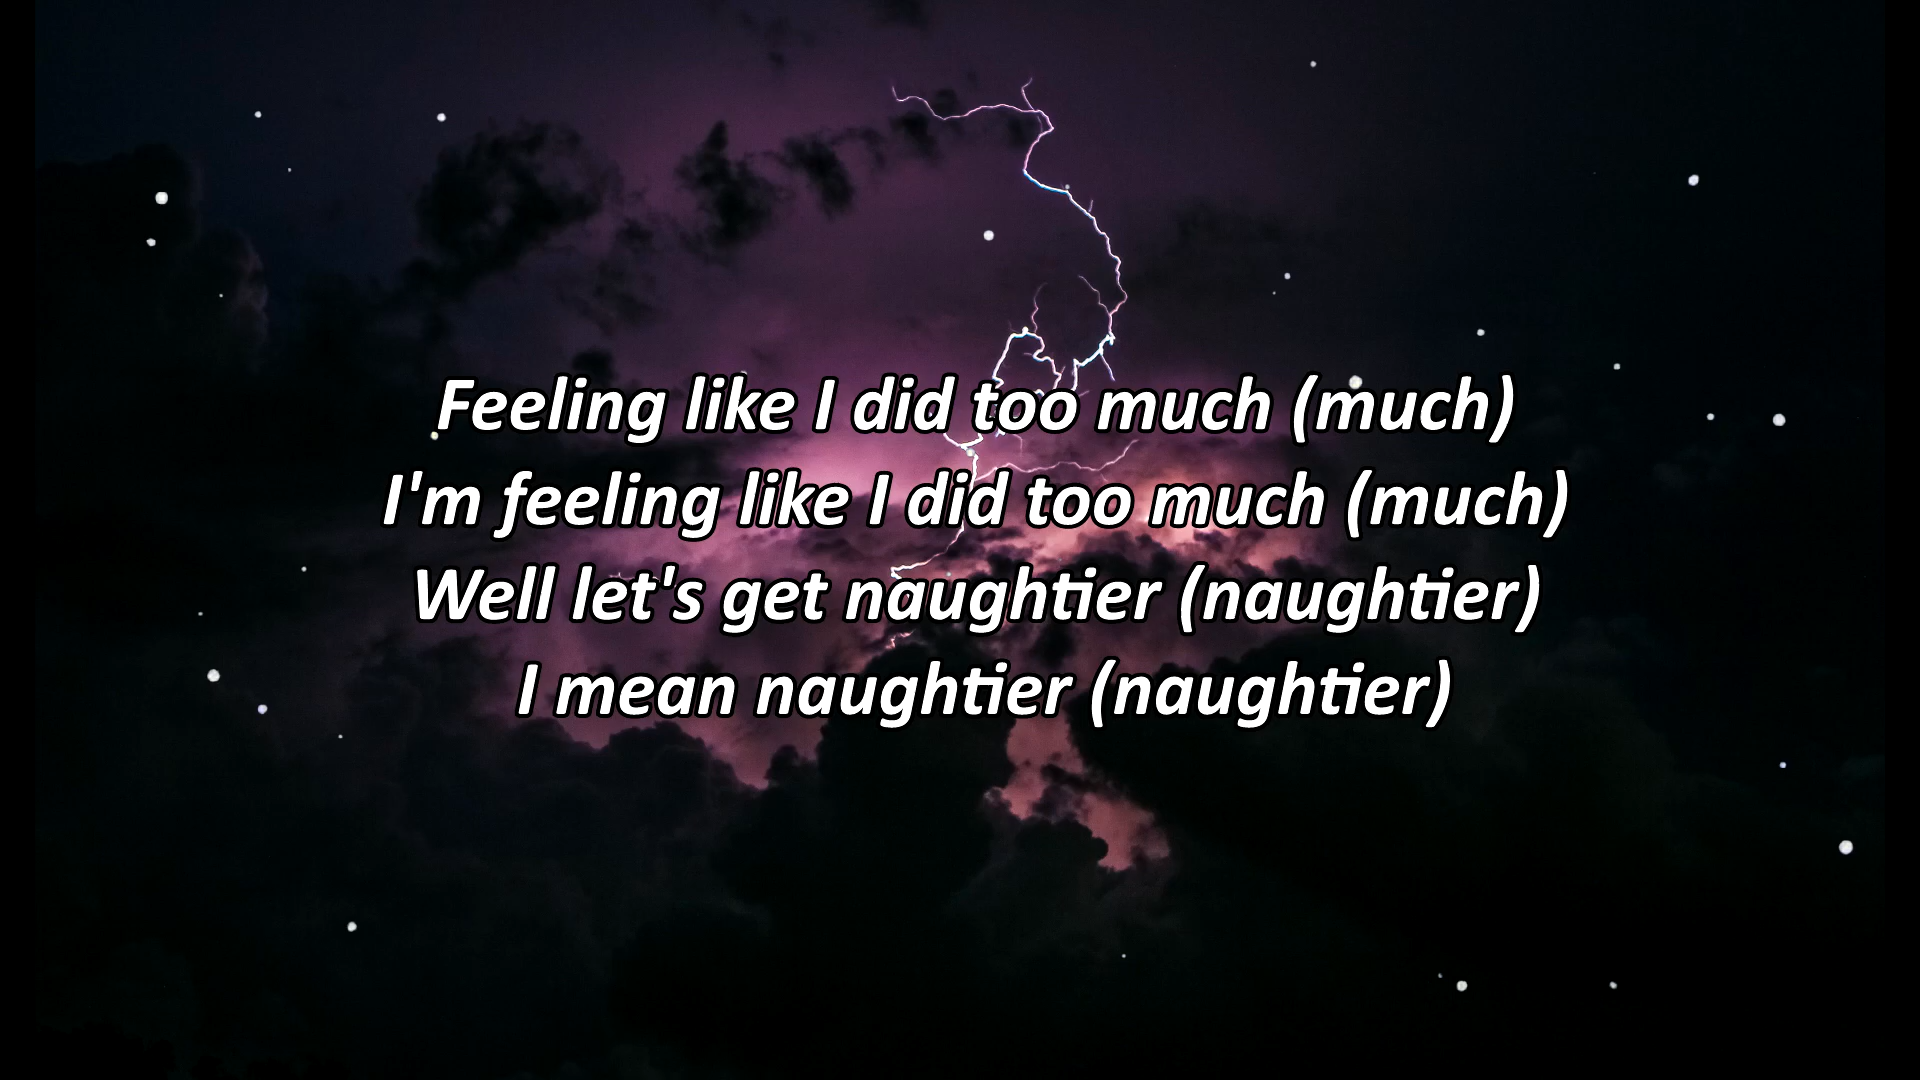 Feeling like I did too much (much)
I'm feeling like I did too much (much)
Well let's get naughtier (naughtier)
I mean naughtier (naughtier)